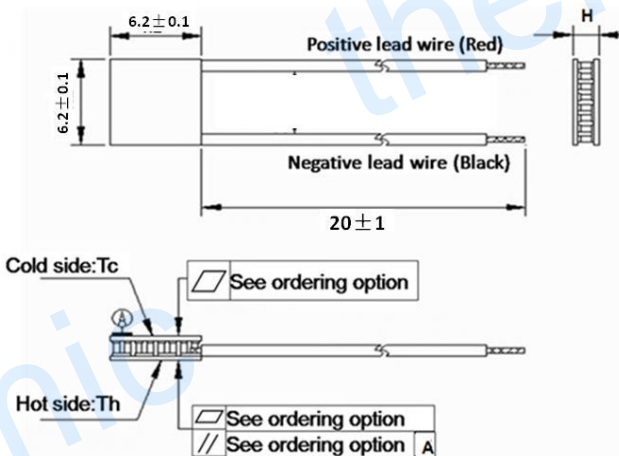 6.2±0.1
H
Positive lead wire (Red)
6.2±0.1
Negative lead wire (Black)
20±1
Cold side:Tc
See ordering option
A
Hot side:Th
See ordering option
See ordering option A